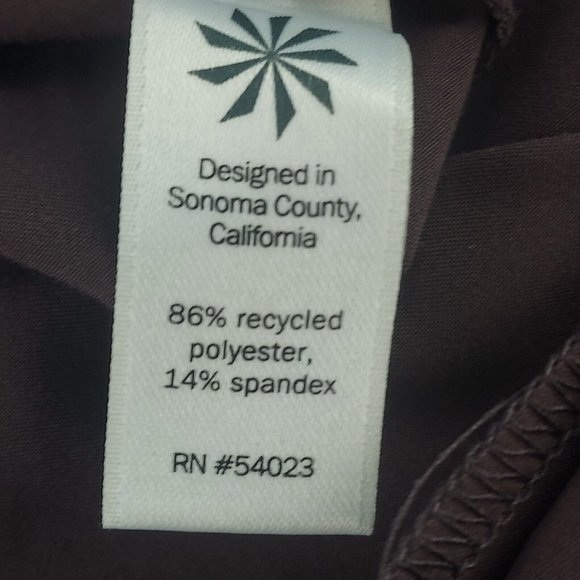 Designed in
Sonoma County,
California
86% recycled
polyester,
14% spandex
RN #54023